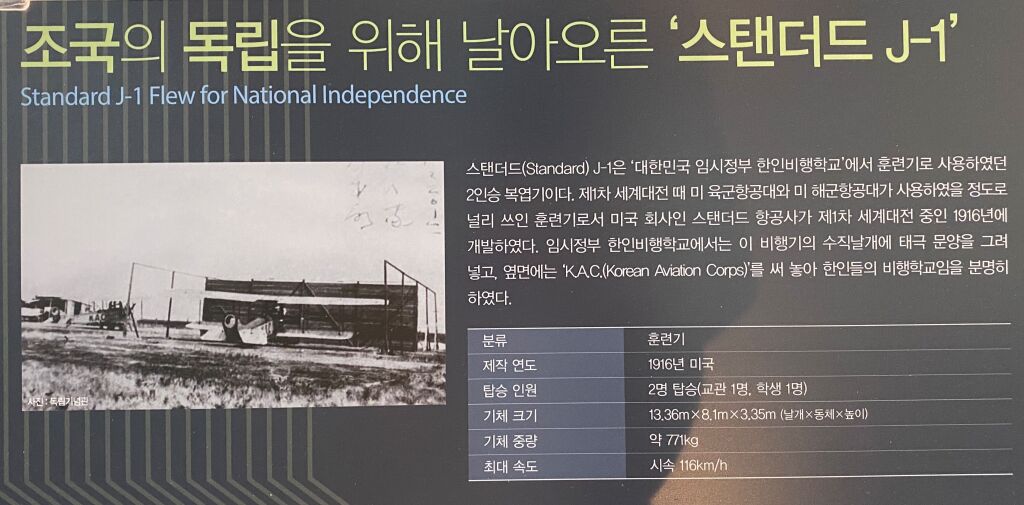 조국의 독립을 위해 날아오른 '스탠더드 J-1'
Standard J-1 Flew for National Independence
스탠더드(Standard) J-1은 '대한민국 임시정부 한인비행학교'에서 훈련기로 사용하였던
2인승 복엽기이다. 제1차 세계대전 때 미 육군항공대와 미 해군항공대가 사용하였을 정도로
널리 쓰인 훈련기로서 미국 회사인 스탠더드 항공사가 제1차 세계대전 중인 1916년에
개발하였다. 임시정부 한인비행학교에서는 이 비행기의 수직날개에 태극 문양을 그려
넣고, 옆면에는 'K.A.C.(Korean Aviation Corps)'를 써 놓아 한인들의 비행학교임을 분명히
하였다.
사진 : 독립기념관
분류 훈련기
제작 연도 1916년 미국
탑승 인원 2명 탑승(교관 1명, 학생 1명)
기체 크기 13.36m×8.1m×3.35m (날개×동체×높이)
기체 중량 약 771kg
최대 속도 시속 116km/h